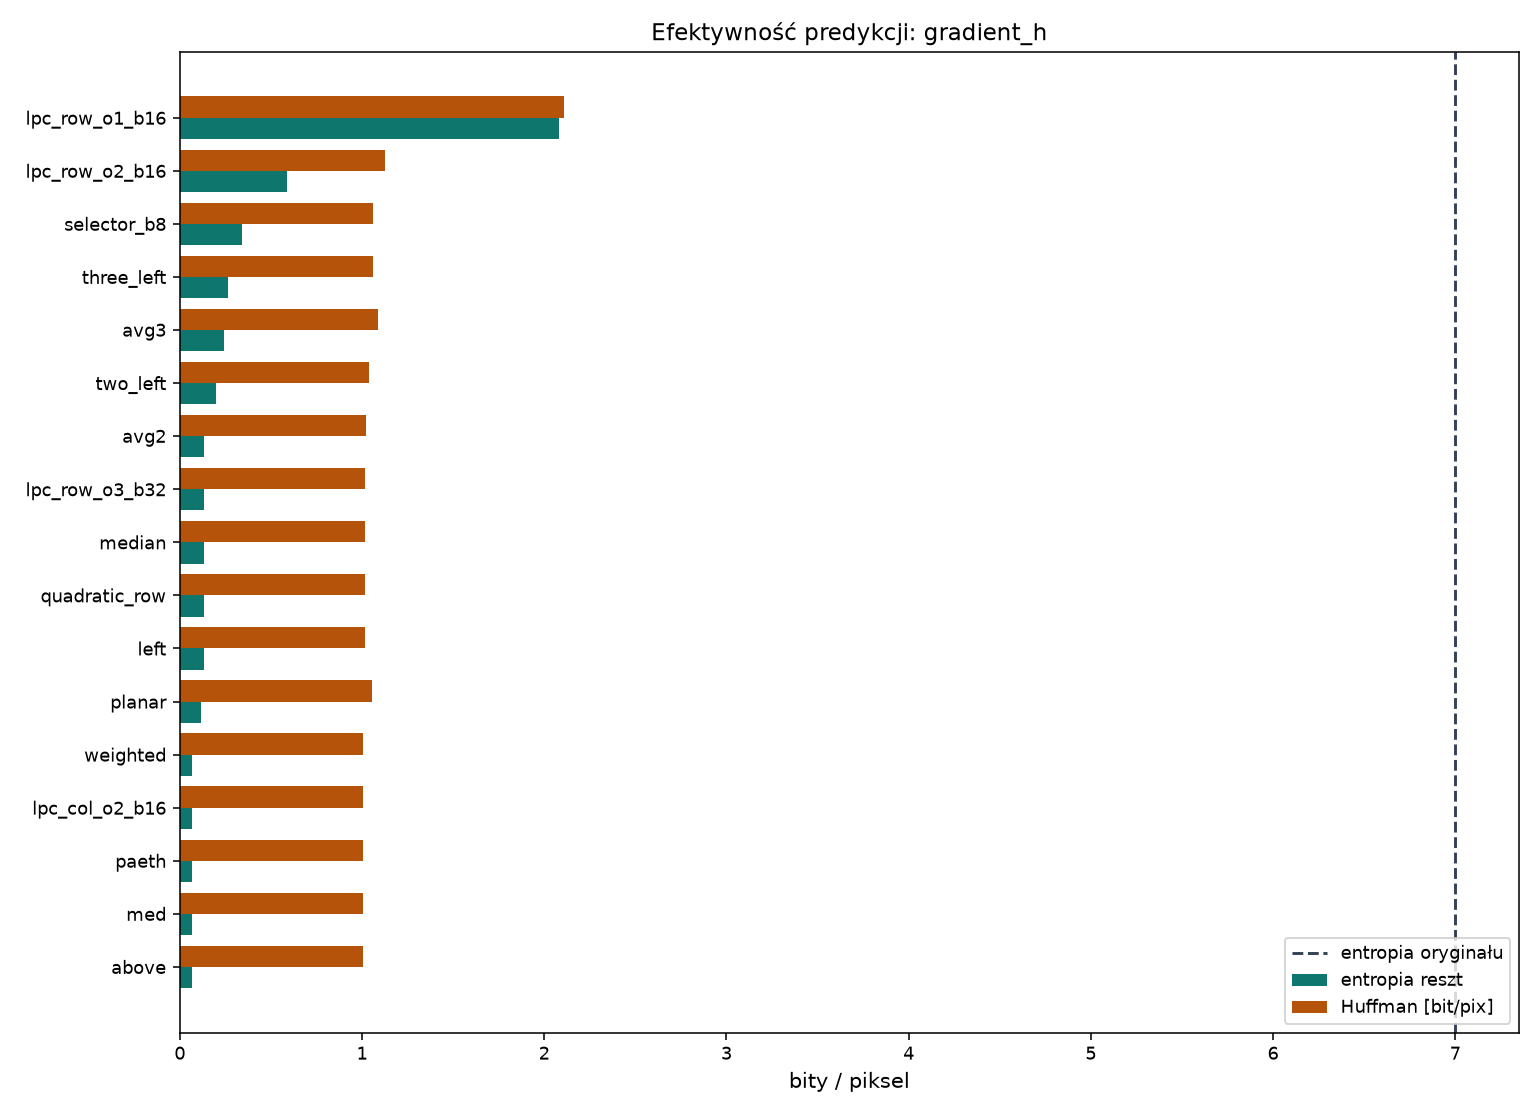 Efektywność predykcji: gradient_h
lpc_row_o1_b16
lpc_row_o2_b16
selector_b8
three_left
avg3
two_left
avg2
lpc_row_o3_b32
median
quadratic_row
left
planar
weighted
lpc_col_o2_b16
paeth
med
above
entropia oryginału
entropia reszt
Huffman [bit/pix]
0 1 2 3 4 5 6 7
bity / piksel